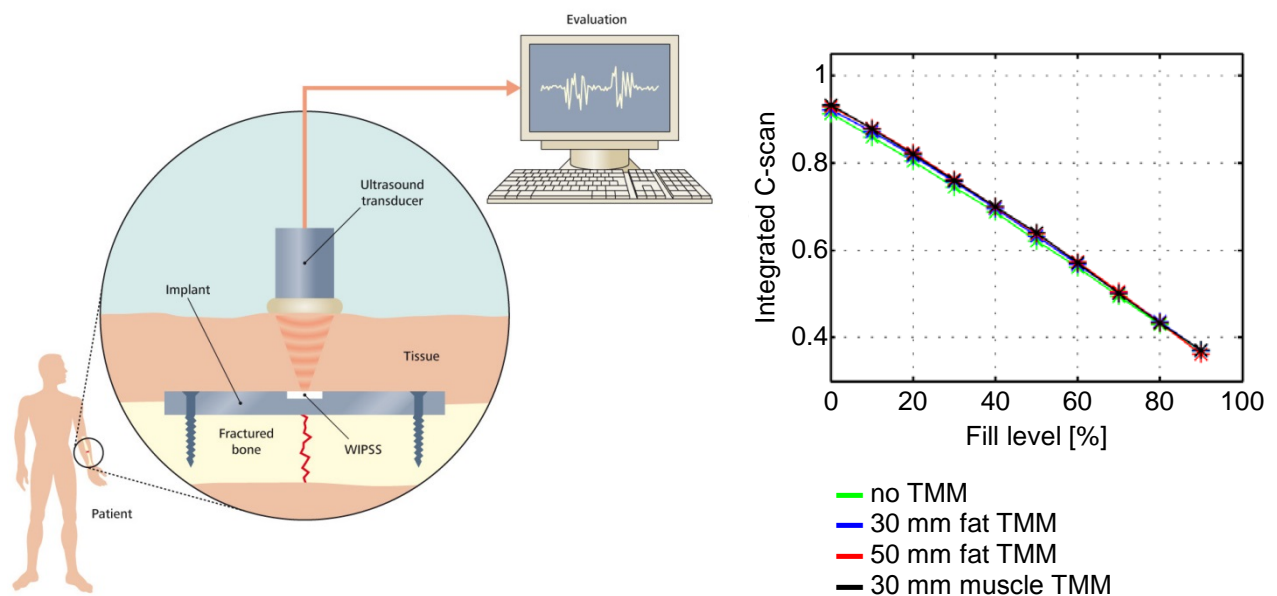 Evaluation
Ultrasound
transducer
Implant
Tissue
Fractured
bone
WIPSS
Patient
Integrated C-scan
1
0.8
0.6
0.4
0 20 40 60 80 100
Fill level [%]
no TMM
30 mm fat TMM
50 mm fat TMM
30 mm muscle TMM